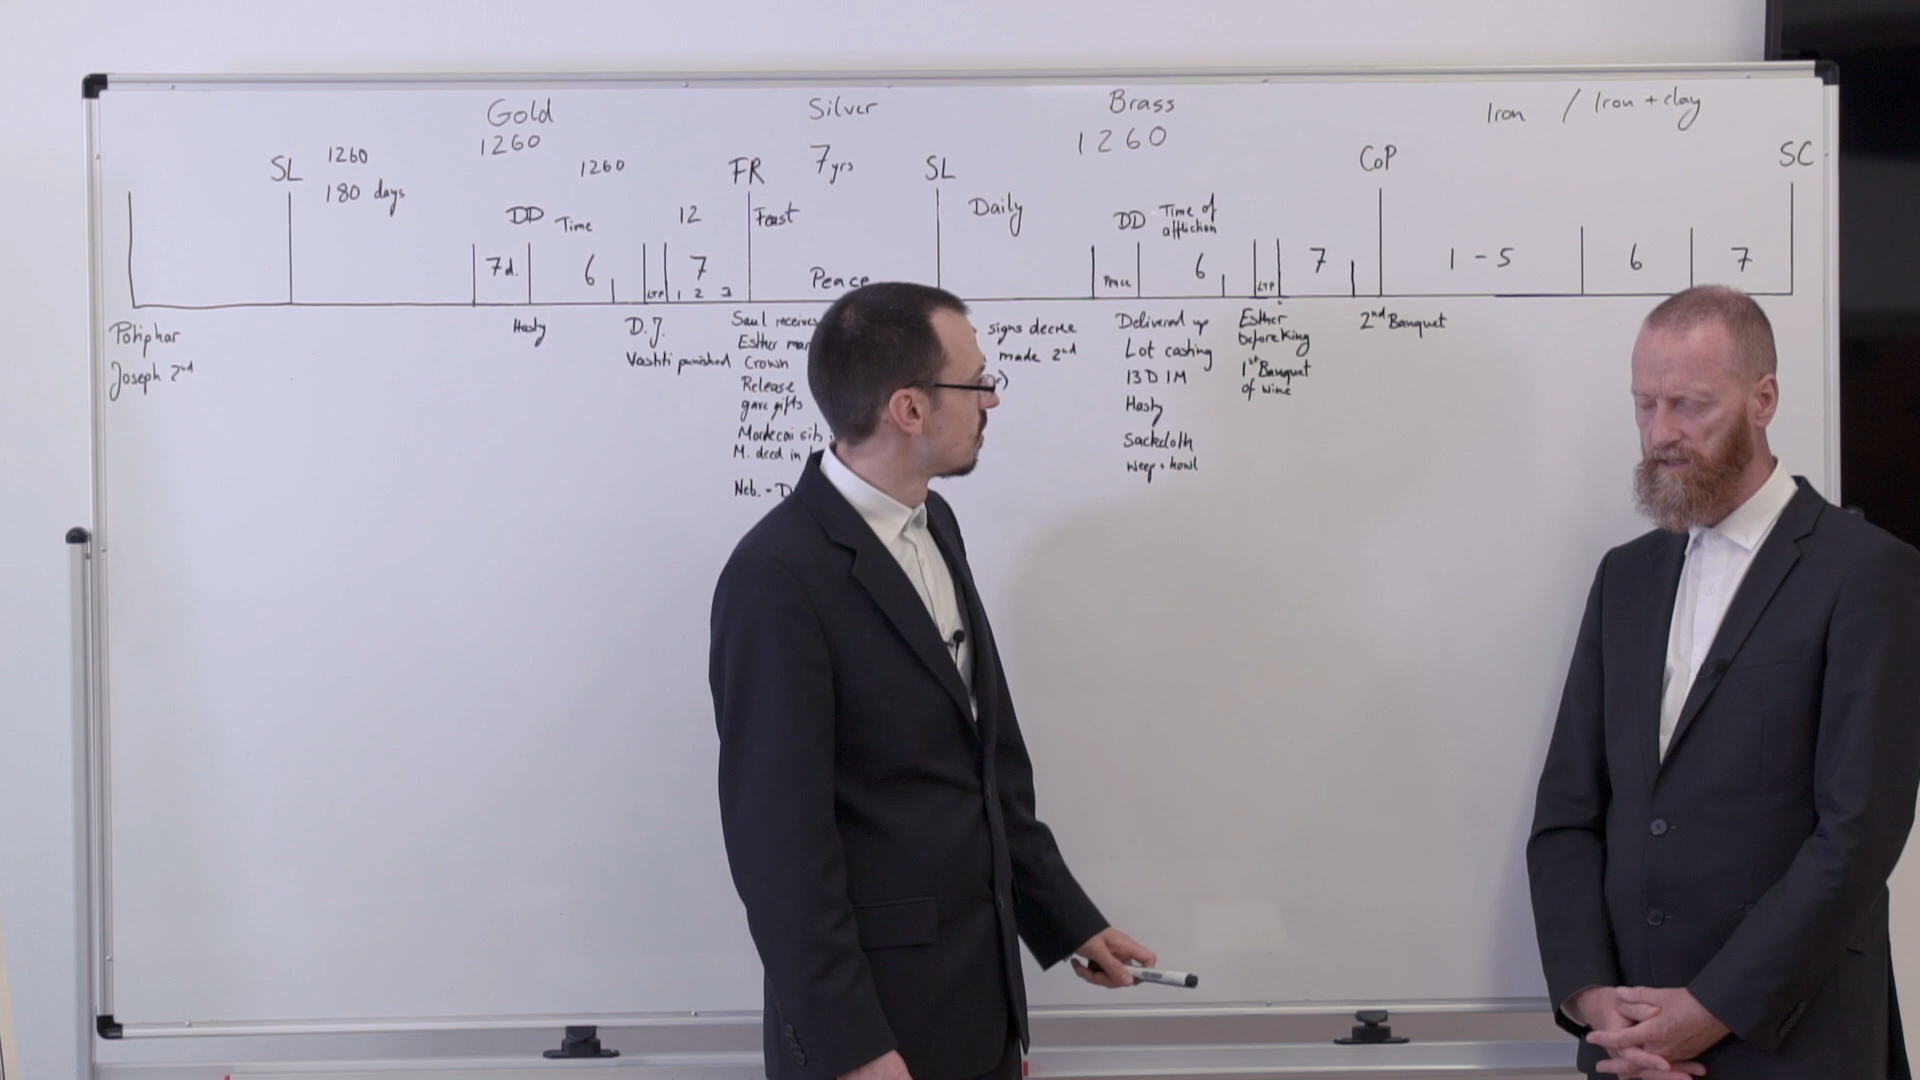 Gold
Silver
Brass
Iron / Iron + clay
1260
7yrs
1260
SL
1260
180 days
1260
FR
SL
CoP
SC
DD
Time
12
Feast
Daily
DD
Time of
affliction
7d.
6
LTP
7
1 2 3
Peace
Peace
6
LTP
7
1 - 5
6
7
Potiphar
Joseph 2nd
Hasty
D.J.
Vashti punished
Saul receives
Esther mar
Crown
Release
gave gifts
Mordecai sits
M. deed in
Neb. - D
signs decree
made 2nd
Delivered up
Lot casting
13D 1M
Hasty
Sackcloth
weep + howl
Esther
before King
1st Banquet
of wine
2nd Banquet